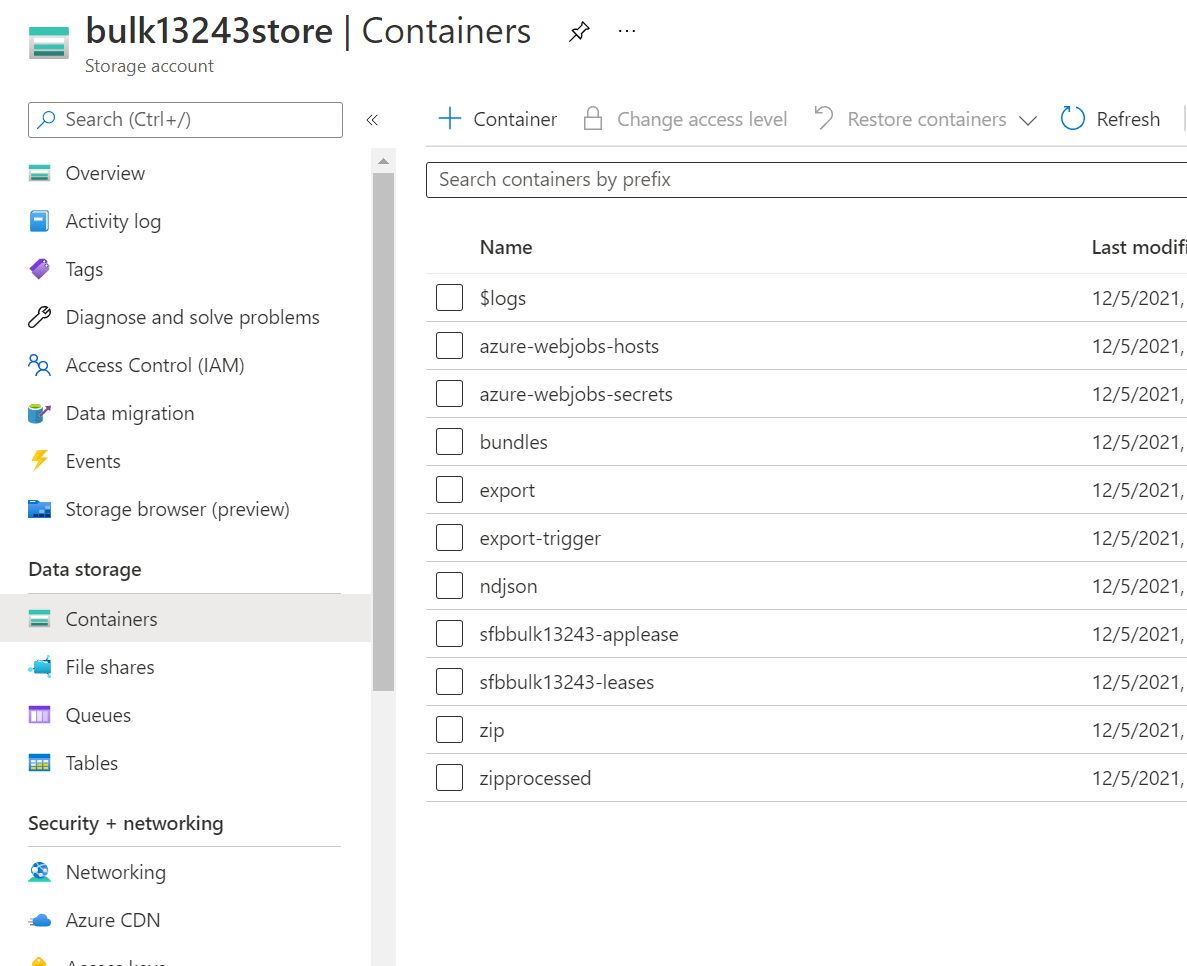 bulk13243store | Containers
Storage account
Search (Ctrl+/)
Overview
Activity log
Tags
Diagnose and solve problems
Access Control (IAM)
Data migration
Events
Storage browser (preview)
Data storage
Containers
File shares
Queues
Tables
Security + networking
Networking
Azure CDN
Access keys
Container Change access level Restore containers Refresh
Search containers by prefix
Name Last modifi
$logs 12/5/2021,
azure-webjobs-hosts 12/5/2021,
azure-webjobs-secrets 12/5/2021,
bundles 12/5/2021,
export 12/5/2021,
export-trigger 12/5/2021,
ndjson 12/5/2021,
sfbbulk13243-applease 12/5/2021,
sfbbulk13243-leases 12/5/2021,
zip 12/5/2021,
zipprocessed 12/5/2021,